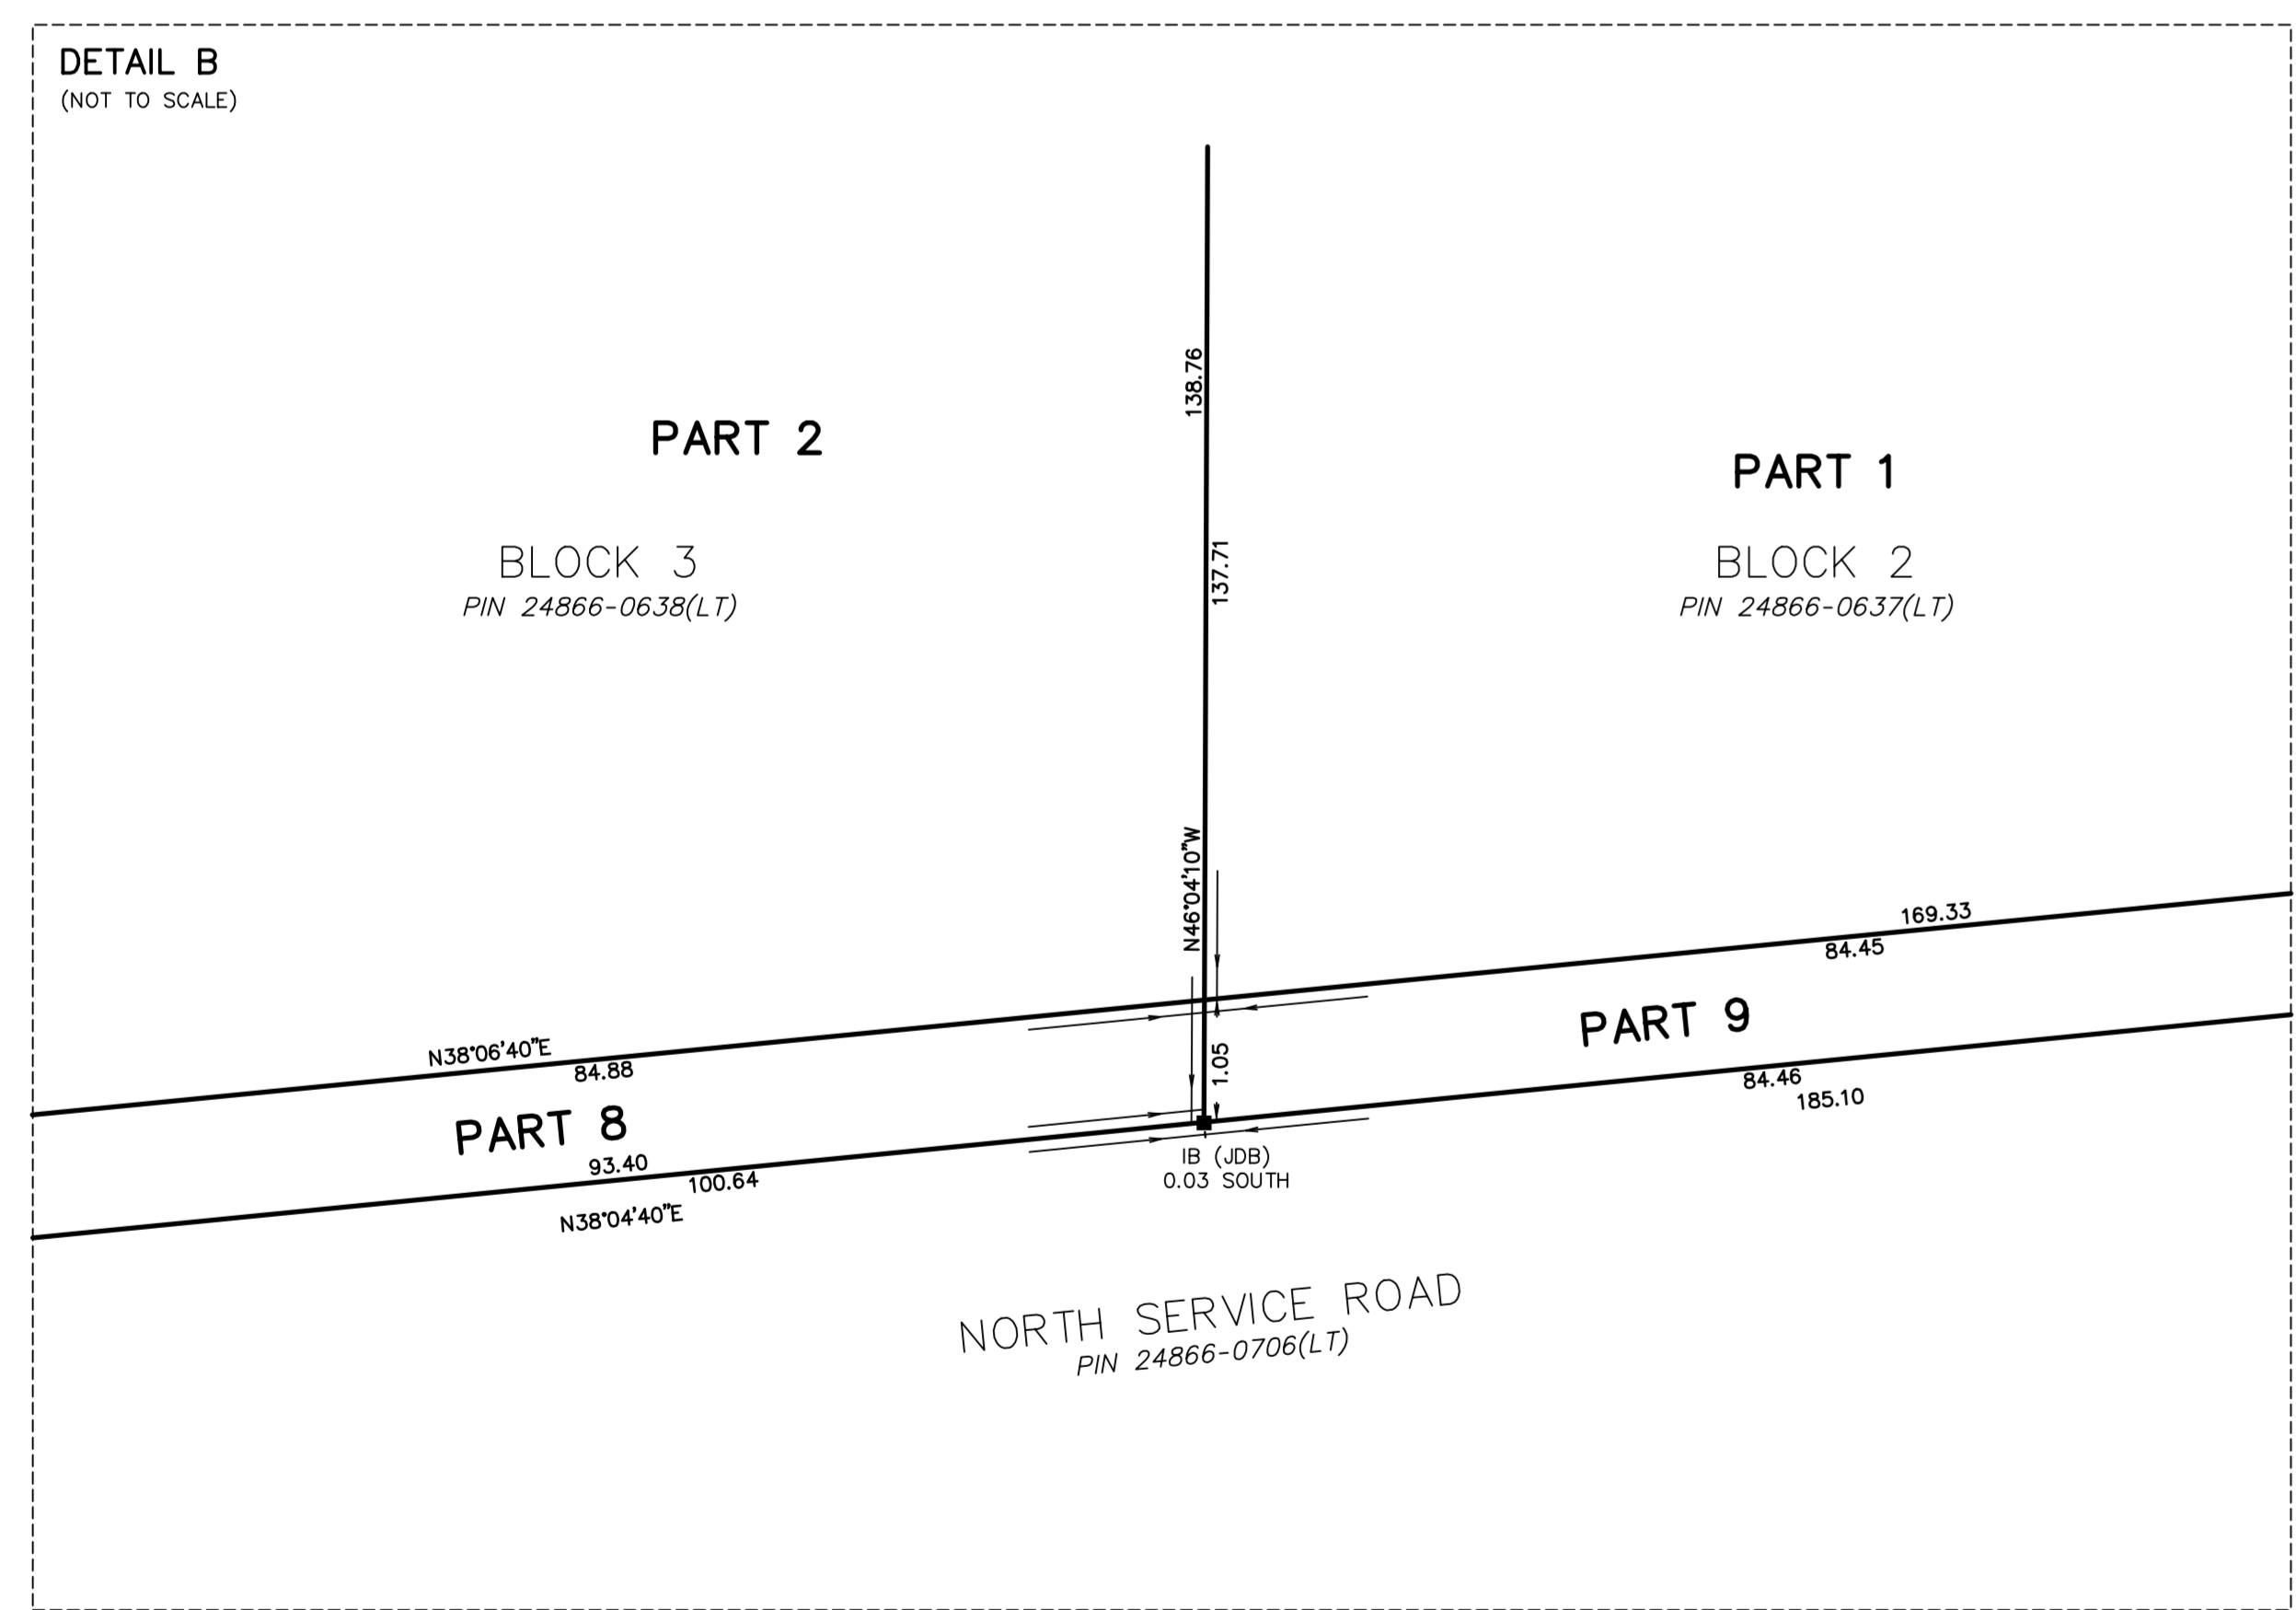 DETAIL B
(NOT TO SCALE)
138.76
PART 2
PART 1
BLOCK 3
PIN 24866-0638(LT)
137.71
BLOCK 2
PIN 24866-0637(LT)
N46°04'10"W
169.33
84.45
N38°06'40"E
84.88
PART 9
1.05
PART 8
84.46
185.10
93.40
100.64
N38°04'40"E
IB (JDB)
0.03 SOUTH
NORTH SERVICE ROAD
PIN 24866-0706(LT)